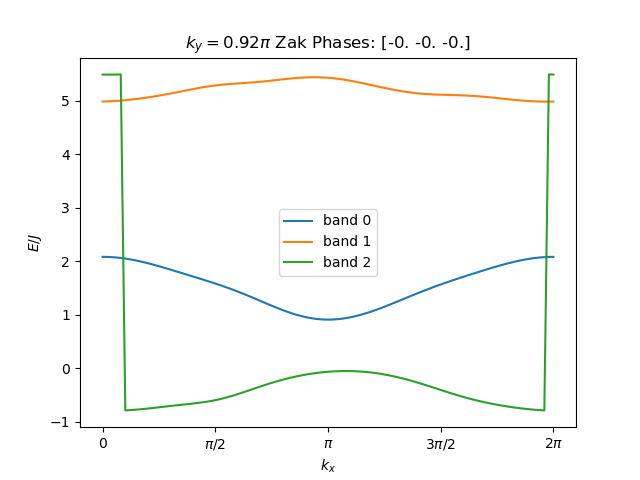 $k_y = 0.92\pi$ Zak Phases: [-0. -0. -0.]
E/J
5
4
3
2
1
0
−1
band 0
band 1
band 2
0
π/2
π
3π/2
2π
$k_x$